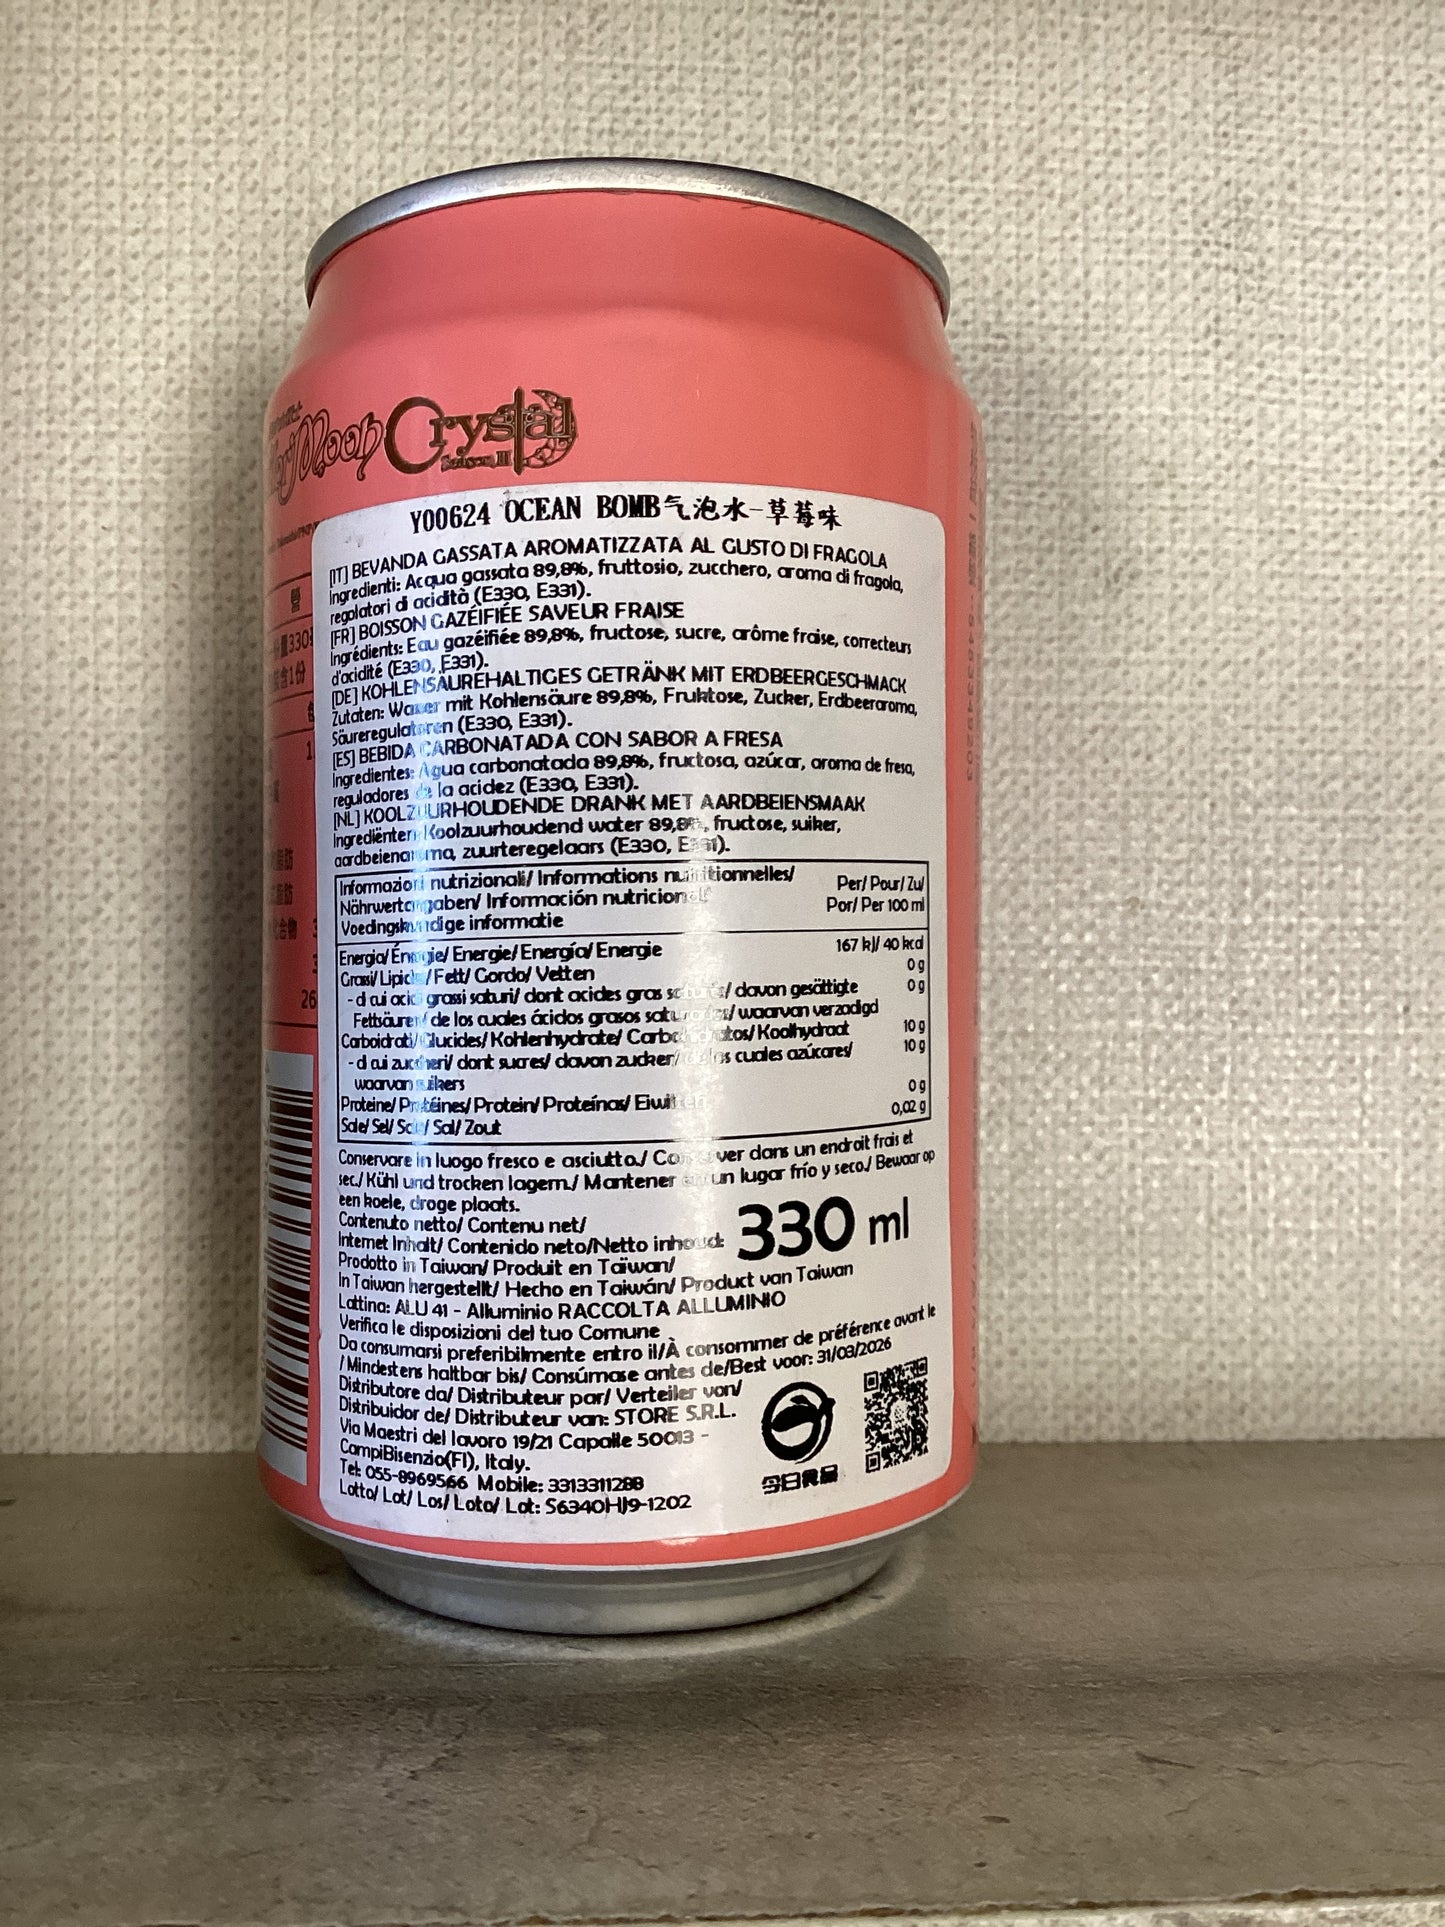 Moon Crystal
Season III
Y00624 OCEAN BOMB气泡水-草莓味
[IT] BEVANDA GASSATA AROMATIZZATA AL GUSTO DI FRAGOLA
Ingredienti: Acqua gassata 89,8%, fruttosio, zucchero, aroma di fragola,
regolatori di acidità (E330, E331).
[FR] BOISSON GAZÉIFIÉE SAVEUR FRAISE
Ingrédients: Eau gazéifiée 89,8%, fructose, sucre, arôme fraise, correcteurs
d'acidité (E330, E331).
[DE] KOHLENSÄUREHALTIGES GETRÄNK MIT ERDBEERGESCHMACK
Zutaten: Wasser mit Kohlensäure 89,8%, Fruktose, Zucker, Erdbeeraroma,
Säureregulatoren (E330, E331).
[ES] BEBIDA CARBONATADA CON SABOR A FRESA
Ingredientes: Agua carbonatada 89,8%, fructosa, azúcar, aroma de fresa,
reguladores de la acidez (E330, E331).
[NL] KOOLZUURHOUDENDE DRANK MET AARDBEIENSMAAK
Ingrediënten: Koolzuurhoudend water 89,8%, fructose, suiker,
aardbeienaroma, zuurteregelaars (E330, E331).
Informazioni nutrizionali/ Informations nutritionnelles/ Per/ Pour/ Zu/
Nährwertangaben/ Información nutricional/ Por/ Per 100 ml
Voedingskundige informatie
Energia/ Énergie/ Energie/ Energía/ Energie 167 kJ/ 40 kcal
Grassi/ Lipides/ Fett/ Gordo/ Vetten 0 g
- di cui acidi grassi saturi/ dont acides gras saturés/ davon gesättigte 0 g
Fettsäuren/ de los cuales ácidos grasos saturados/ waarvan verzadigd
Carboidrati/ Glucides/ Kohlenhydrate/ Carbohidratos/ Koolhydraat 10 g
- di cui zuccheri/ dont sucres/ davon zucker/ de los cuales azúcares/ 10 g
waarvan suikers
Proteine/ Protéines/ Protein/ Proteínas/ Eiwitten 0 g
Sale/ Sel/ Salz/ Sal/ Zout 0,02 g
Conservare in luogo fresco e asciutto./ Conserver dans un endroit frais et
sec./ Kühl und trocken lagern./ Mantener en un lugar frío y seco./ Bewaar op
een koele, droge plaats.
Contenuto netto/ Contenu net/
Internet Inhalt/ Contenido neto/Netto inhoud: 330 ml
Prodotto in Taiwan/ Produit en Taïwan/
In Taiwan hergestellt/ Hecho en Taiwán/ Product van Taiwan
Lattina: ALU 41 - Alluminio RACCOLTA ALLUMINIO
Verifica le disposizioni del tuo Comune
Da consumarsi preferibilmente entro il/À consommer de préférence avant le
/ Mindestens haltbar bis/ Consúmase antes de/Best voor: 31/03/2026
Distributore da/ Distributeur par/ Verteiler von/
Distribuidor de/ Distributeur van: STORE S.R.L.
Via Maestri del lavoro 19/21 Capalle 50013 -
CampiBisenzio(FI), Italy.
Tel: 055-8969566 Mobile: 3313311288
Lotto/ Lot/ Los/ Lota/ Lot: S6340HJ9-1202
今日食品